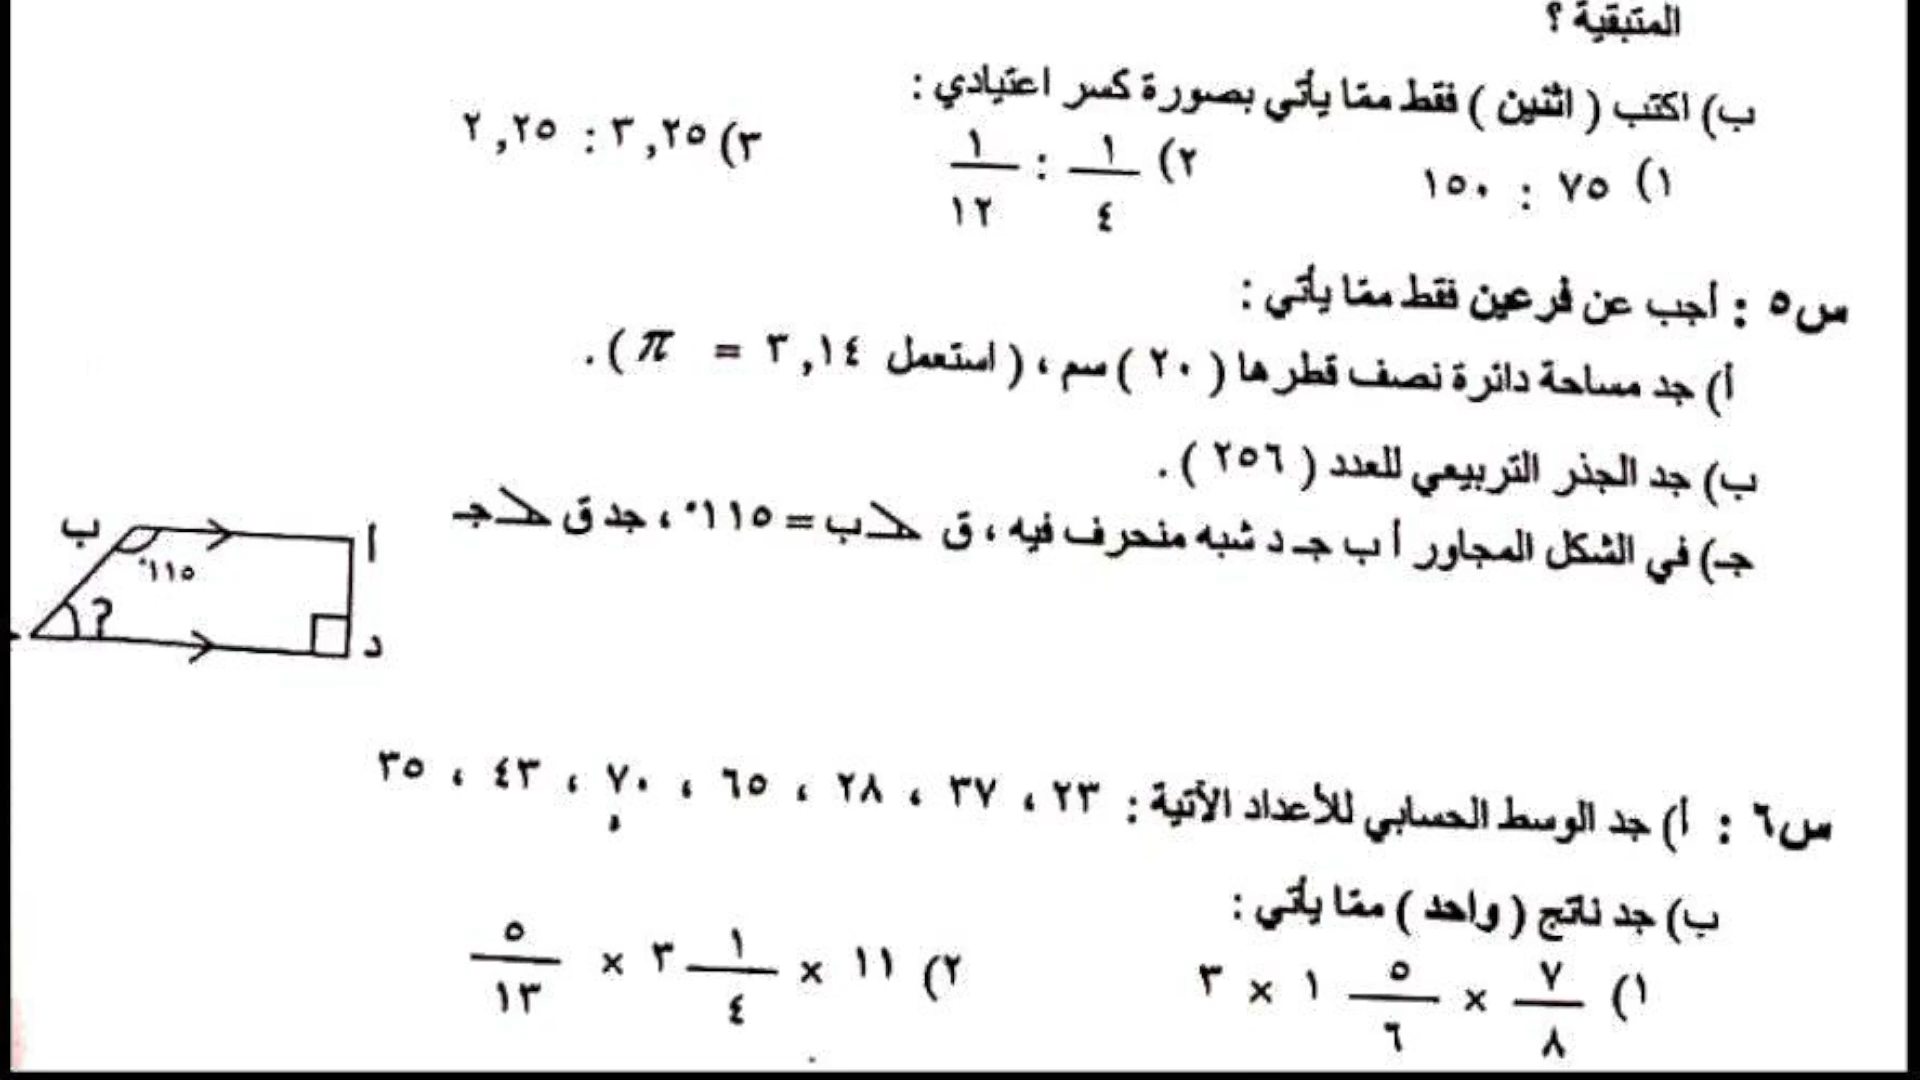 المتبقية ؟
ب) اكتب ( اثنين ) فقط ممّا يأتي بصورة كسر اعتيادي :
١) ٧٥ : ١٥٠ ٢) ١/٤ : ١/١٢ ٣) ٣,٢٥ : ٢,٢٥
س٥ : أجب عن فرعين فقط ممّا يأتي :
أ) جد مساحة دائرة نصف قطرها ( ٢٠ ) سم ، ( استعمل ٣,١٤ = π ) .
ب) جد الجذر التربيعي للعدد ( ٢٥٦ ) .
جـ) في الشكل المجاور أ ب جـ د شبه منحرف فيه ، ق ∢ ب = ١١٥° ، جد ق ∢ جـ
أ
ب
١١٥°
?
د
س٦ : أ) جد الوسط الحسابي للأعداد الآتية : ٢٣ ، ٣٧ ، ٢٨ ، ٦٥ ، ٧٠ ، ٤٣ ، ٣٥
ب) جد ناتج ( واحد ) ممّا يأتي :
١) ٧/٨ × ١ ٥/٦ × ٣ ٢) ١١ × ٣ ١/٤ × ٥/١٣